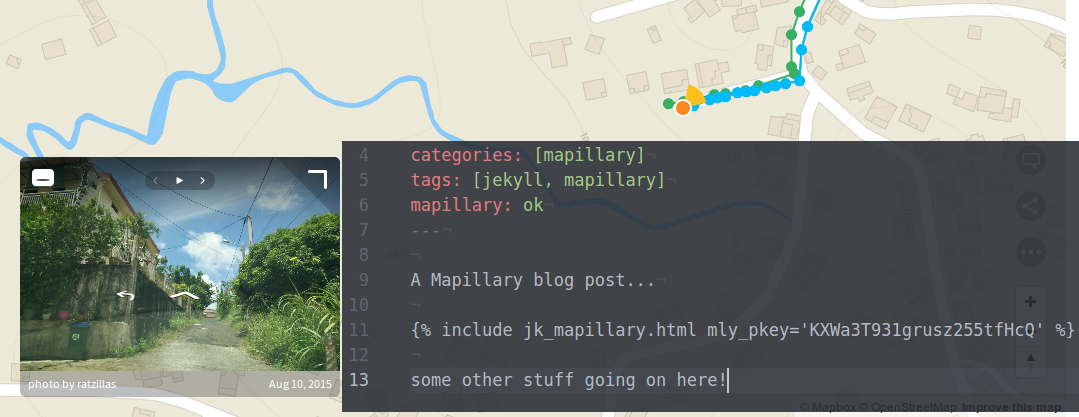 4 categories: [mapillary]¬
5 tags: [jekyll, mapillary]¬
6 mapillary: ok¬
7 ---¬
8 ¬
9 A Mapillary blog post...¬
10 ¬
11 {% include jk_mapillary.html mly_pkey='KXWa3T931grusz255tfHcQ' %}
12 ¬
13 some other stuff going on here!
photo by ratzillas Aug 10, 2015
© Mapbox © OpenStreetMap Improve this map